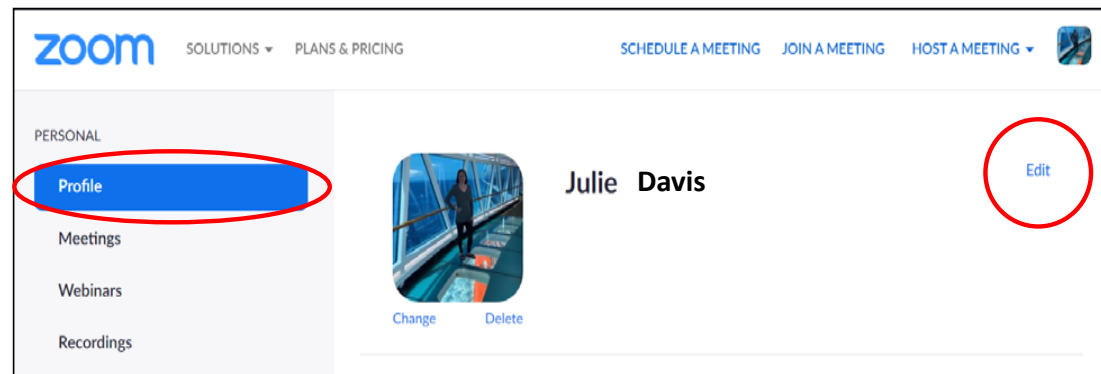 zoom SOLUTIONS PLANS & PRICING SCHEDULE A MEETING JOIN A MEETING HOST A MEETING
PERSONAL
Profile
Julie Davis
Edit
Meetings
Webinars
Change Delete
Recordings